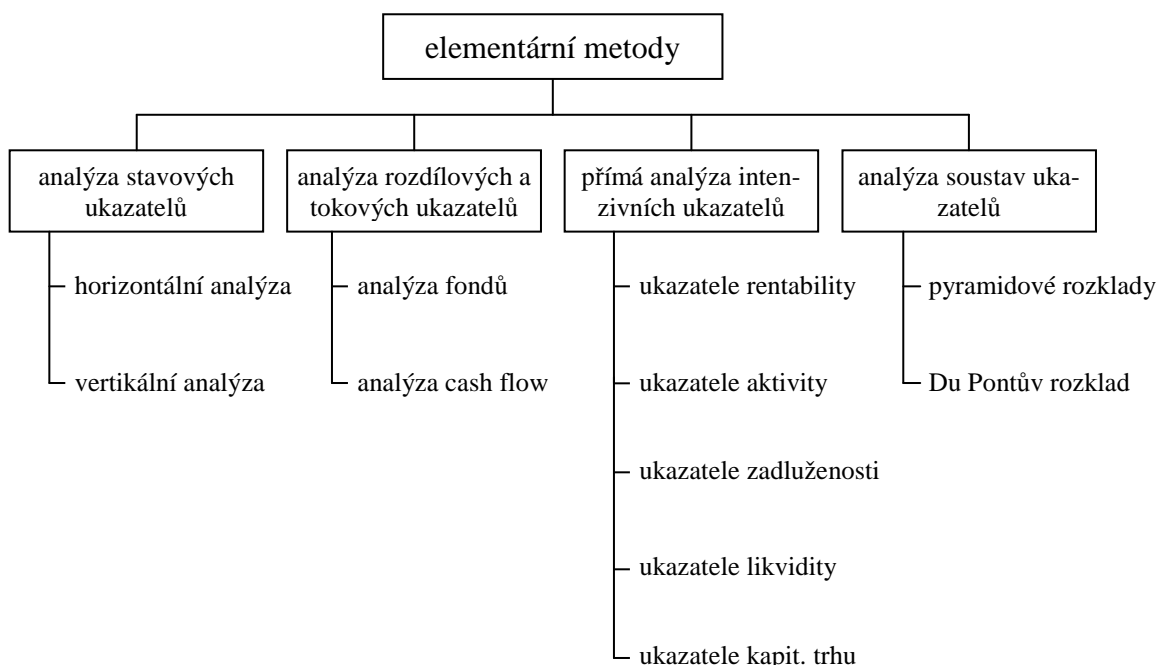 elementární metody
analýza stavových
ukazatelů
analýza rozdílových a
tokových ukazatelů
přímá analýza inten-
zivních ukazatelů
analýza soustav uka-
zatelů
horizontální analýza
vertikální analýza
analýza fondů
analýza cash flow
ukazatele rentability
ukazatele aktivity
ukazatele zadluženosti
ukazatele likvidity
ukazatele kapit. trhu
pyramidové rozklady
Du Pontův rozklad